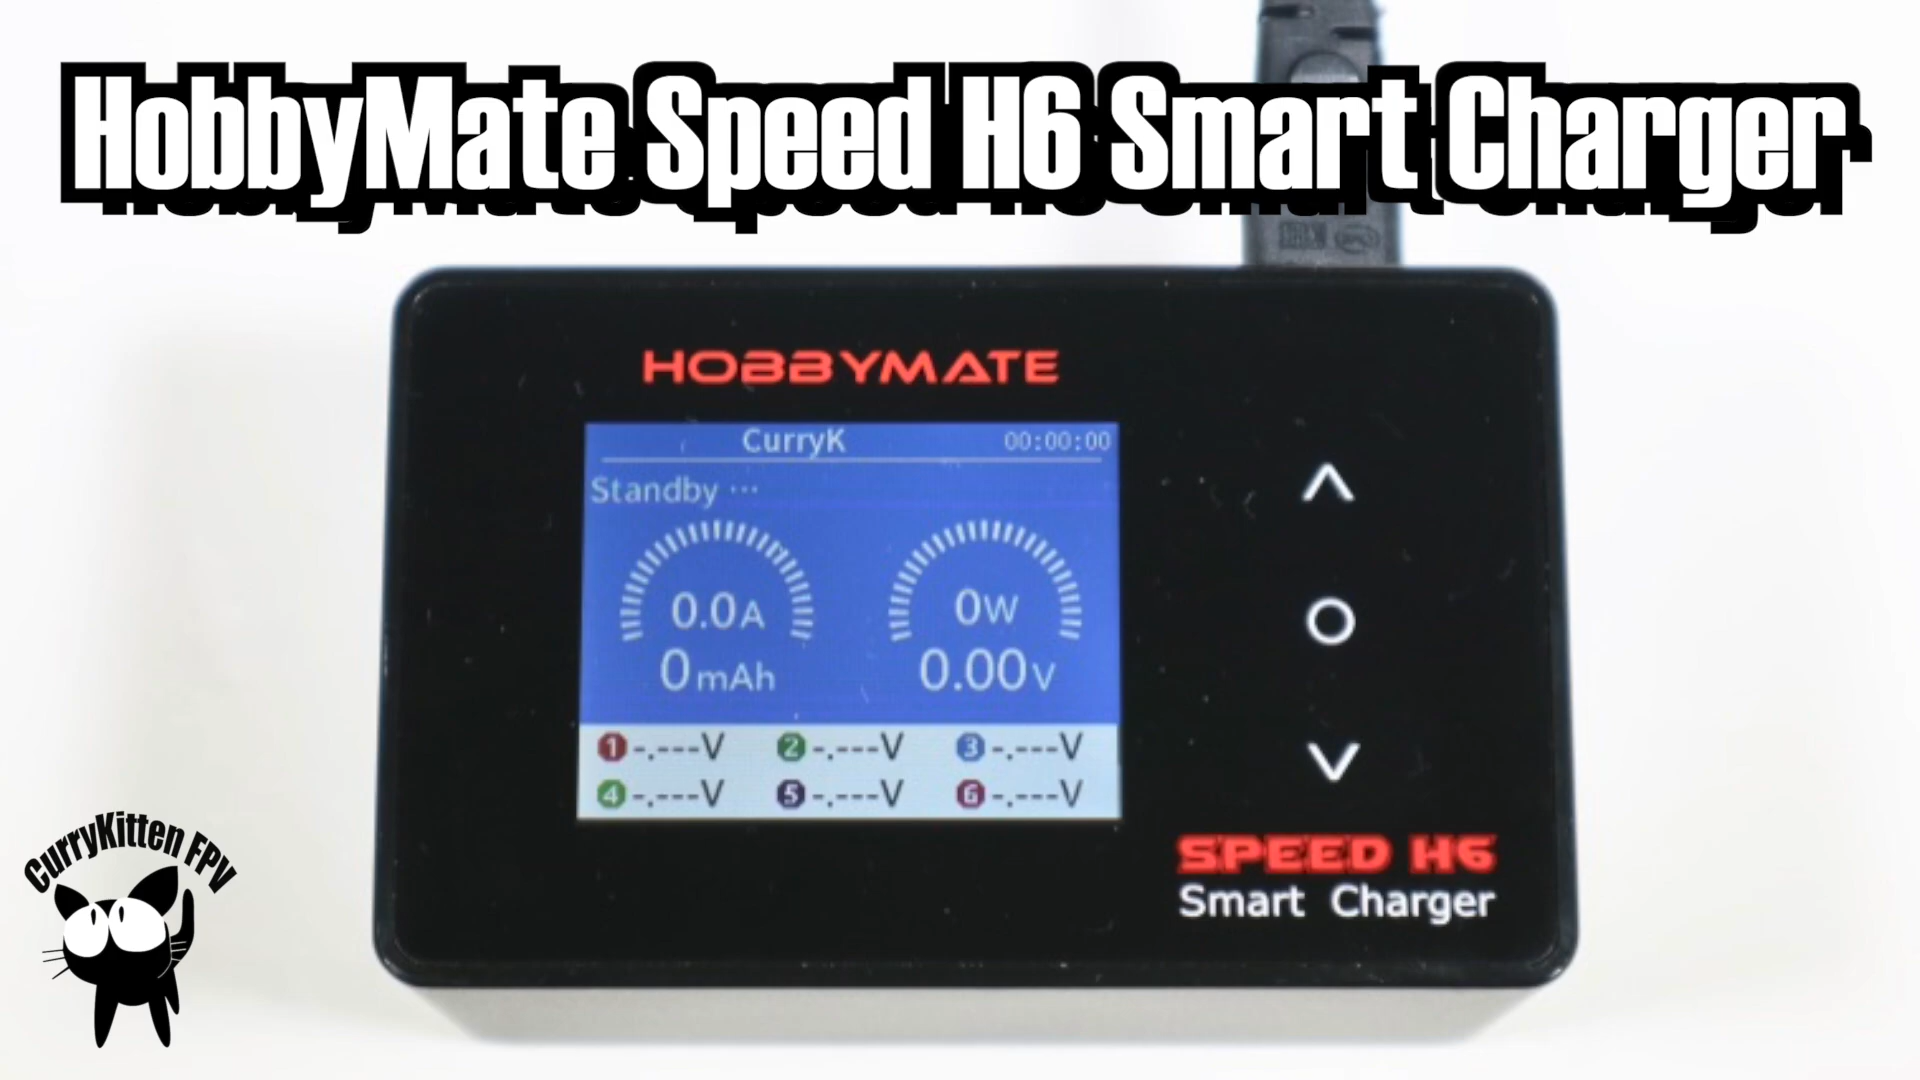 HobbyMate Speed H6 Smart Charger
HOBBYMATE
CurryK 00:00:00
Standby ...
0.0A 0W
0mAh 0.00V
1 -.---V 2 -.---V 3 -.---V
4 -.---V 5 -.---V 6 -.---V
SPEED H6
Smart Charger
CurryKitten FPV